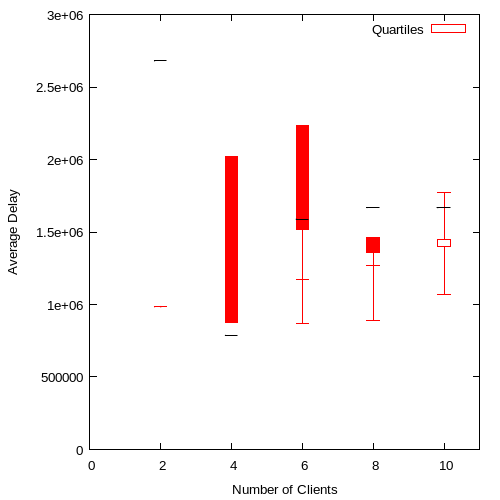 3e+06
Quartiles
2.5e+06
2e+06
1.5e+06
1e+06
500000
0
Average Delay
0 2 4 6 8 10
Number of Clients